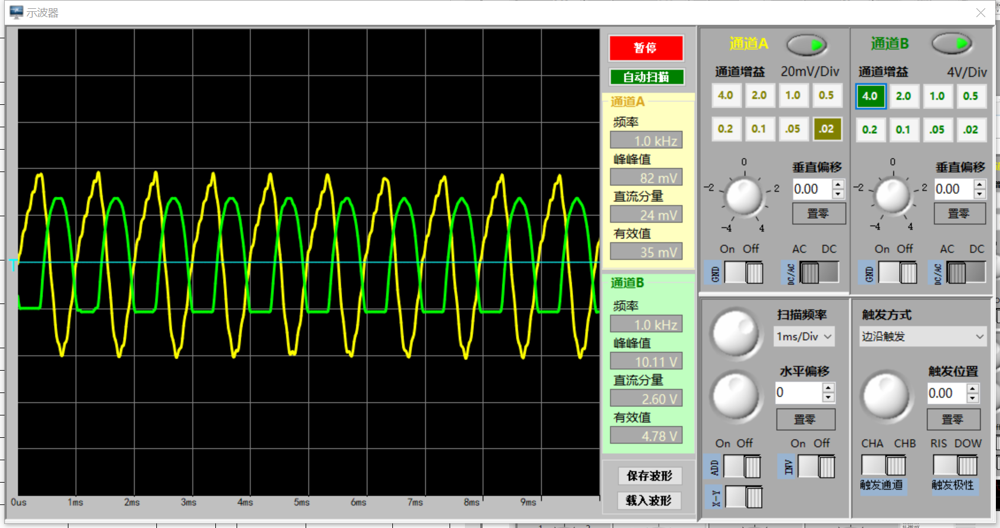 示波器
T
0us 1ms 2ms 3ms 4ms 5ms 6ms 7ms 8ms 9ms
暂停
自动扫描
通道A
频率
1.0 kHz
峰峰值
82 mV
直流分量
24 mV
有效值
35 mV
通道B
频率
1.0 kHz
峰峰值
10.11 V
直流分量
2.60 V
有效值
4.78 V
保存波形
载入波形
通道A
通道增益 20mV/Div
4.0 2.0 1.0 0.5
0.2 0.1 .05 .02
0
-2 2
-4 4
垂直偏移
0.00
置零
On Off AC DC
GND DC/AC
通道B
通道增益 4V/Div
4.0 2.0 1.0 0.5
0.2 0.1 .05 .02
0
-2 2
-4 4
垂直偏移
0.00
置零
On Off AC DC
GND DC/AC
扫描频率
1ms/Div
水平偏移
0
置零
On Off On Off
ADD INV
X-Y
触发方式
边沿触发
触发位置
0.00
置零
CHA CHB RIS DOW
触发通道 触发极性